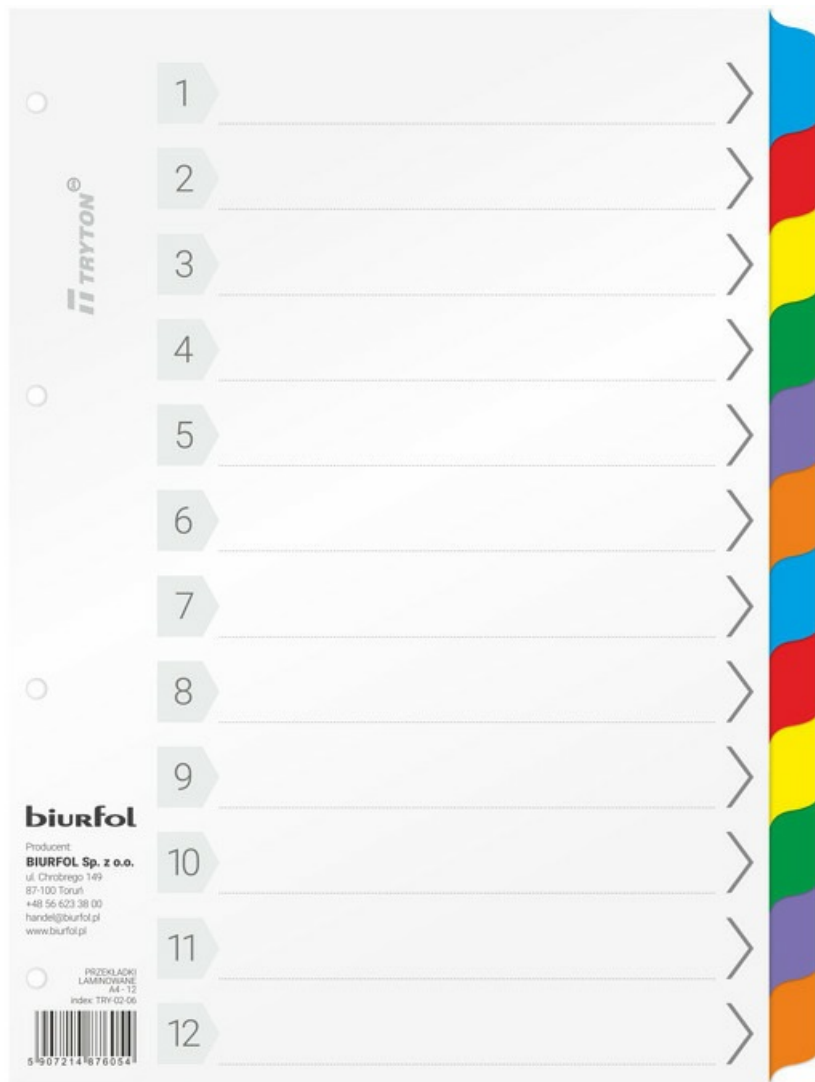 1
2
3
4
5
6
7
8
9
10
11
12
TRYTON®
biurfol
Producent:
BIURFOL Sp. z o.o.
ul. Chrobrego 149
87-100 Toruń
+48 56 623 38 00
handel@biurfol.pl
www.biurfol.pl
PRZEKŁADKI
LAMINOWANE
A4 - 12
index: TRY-02-06
5 907214 876054